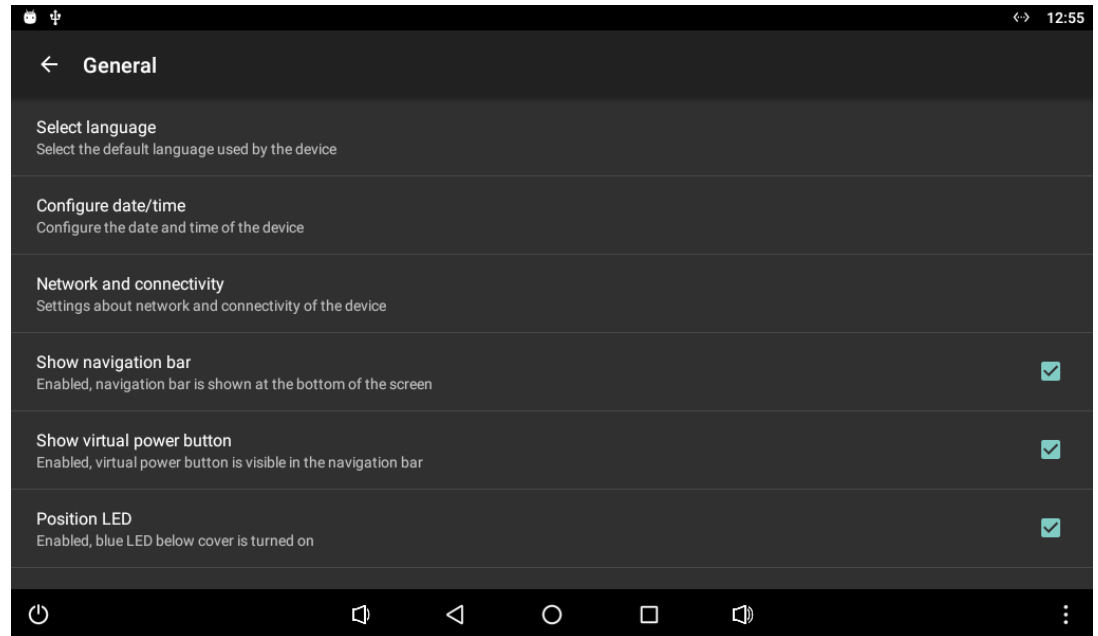 12:55
General
Select language
Select the default language used by the device
Configure date/time
Configure the date and time of the device
Network and connectivity
Settings about network and connectivity of the device
Show navigation bar
Enabled, navigation bar is shown at the bottom of the screen
Show virtual power button
Enabled, virtual power button is visible in the navigation bar
Position LED
Enabled, blue LED below cover is turned on